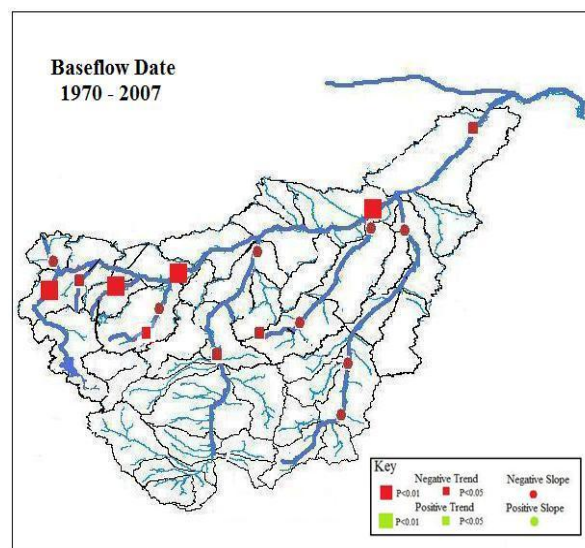 Baseflow Date
1970 - 2007
Key
Negative Trend Negative Slope
P<0.01 P<0.05
Positive Trend Positive Slope
P<0.01 P<0.05